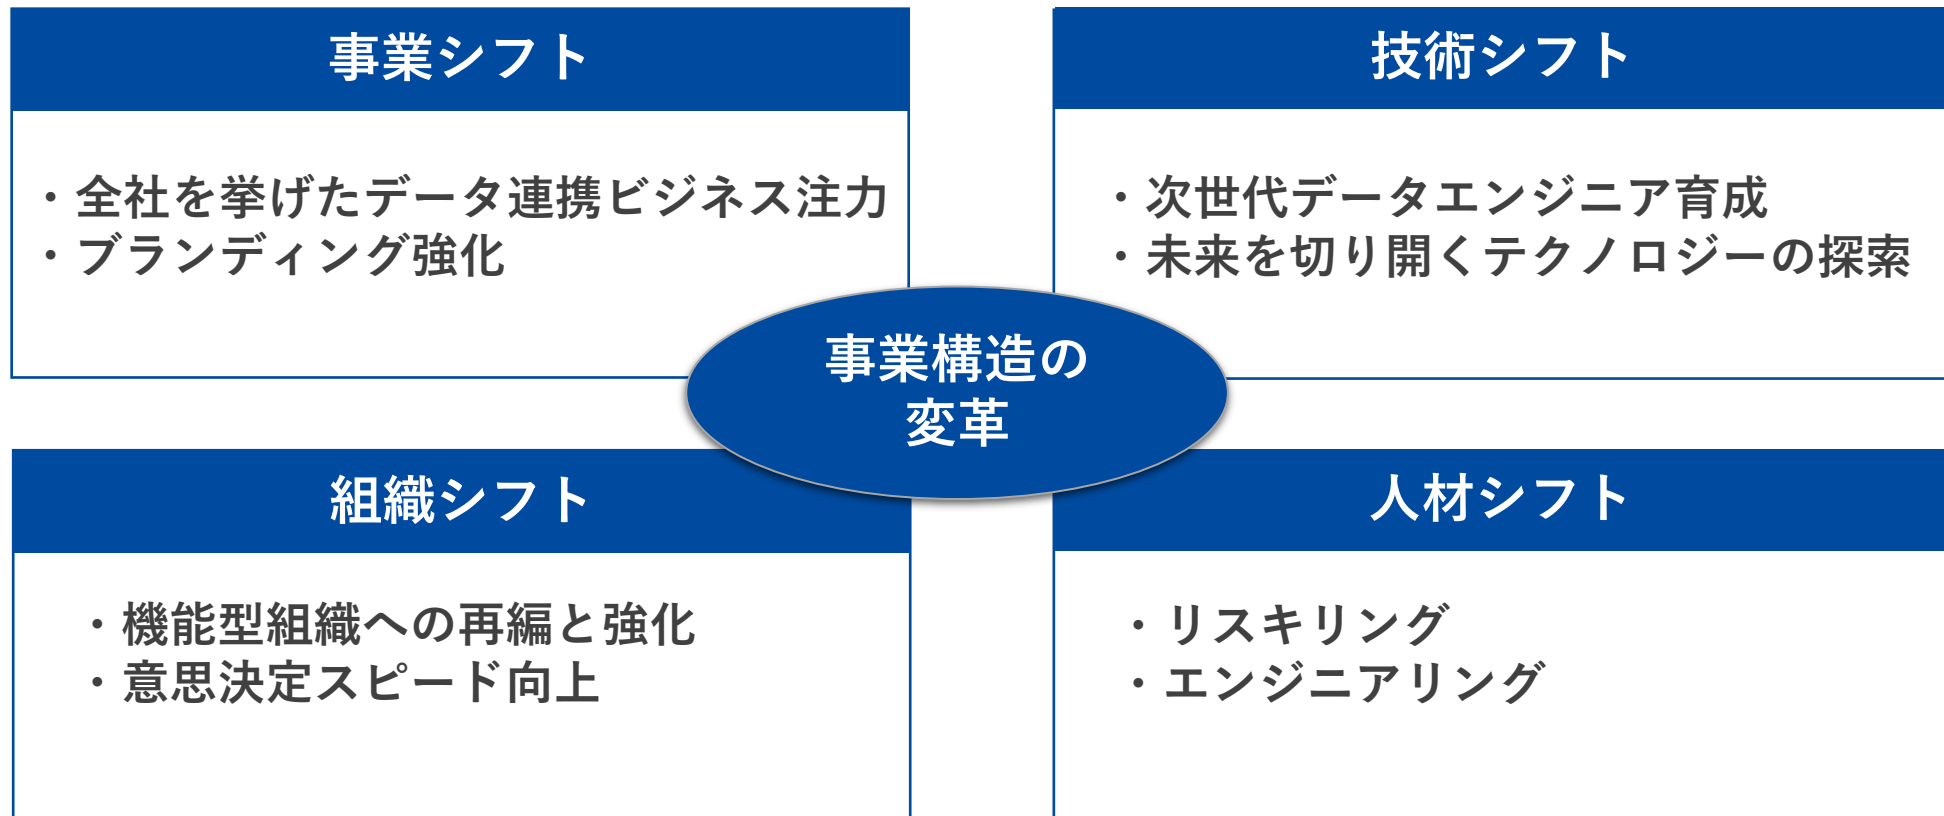 事業シフト
・全社を挙げたデータ連携ビジネス注力
・ブランディング強化
技術シフト
・次世代データエンジニア育成
・未来を切り開くテクノロジーの探索
事業構造の
変革
組織シフト
・機能型組織への再編と強化
・意思決定スピード向上
人材シフト
・リスキリング
・エンジニアリング